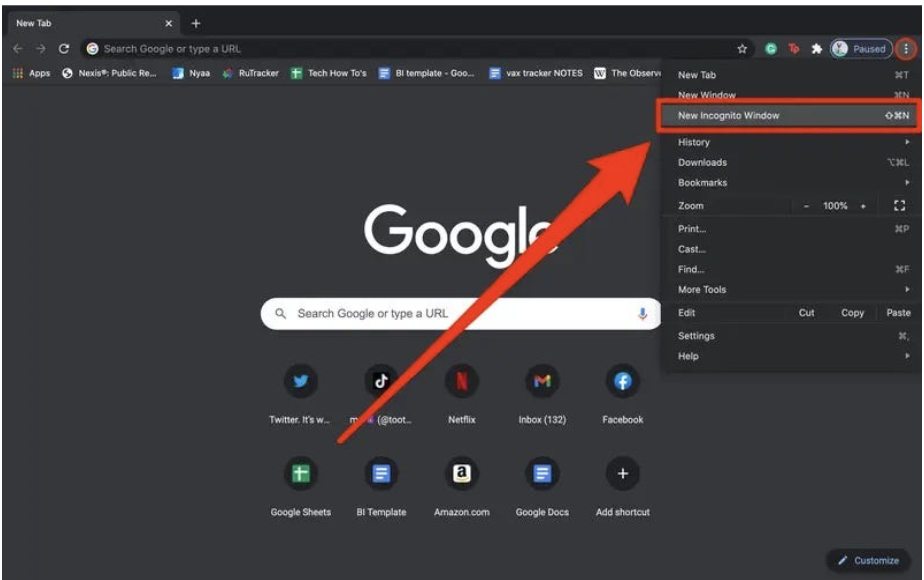 New Tab
Search Google or type a URL
Paused
Apps
Nexis®: Public Re...
Nyaa
RuTracker
Tech How To's
BI template - Goo...
vax tracker NOTES
The Observe
New Tab ⌘T
New Window ⌘N
New Incognito Window ⇧⌘N
History
Downloads ⌥⌘L
Bookmarks
Zoom - 100% +
Print... ⌘P
Cast...
Find... ⌘F
More Tools
Edit Cut Copy Paste
Settings ⌘,
Help
Google
Search Google or type a URL
Twitter. It's w...
(@toot...
Netflix
Inbox (132)
Facebook
Google Sheets
BI Template
Amazon.com
Google Docs
Add shortcut
Customize